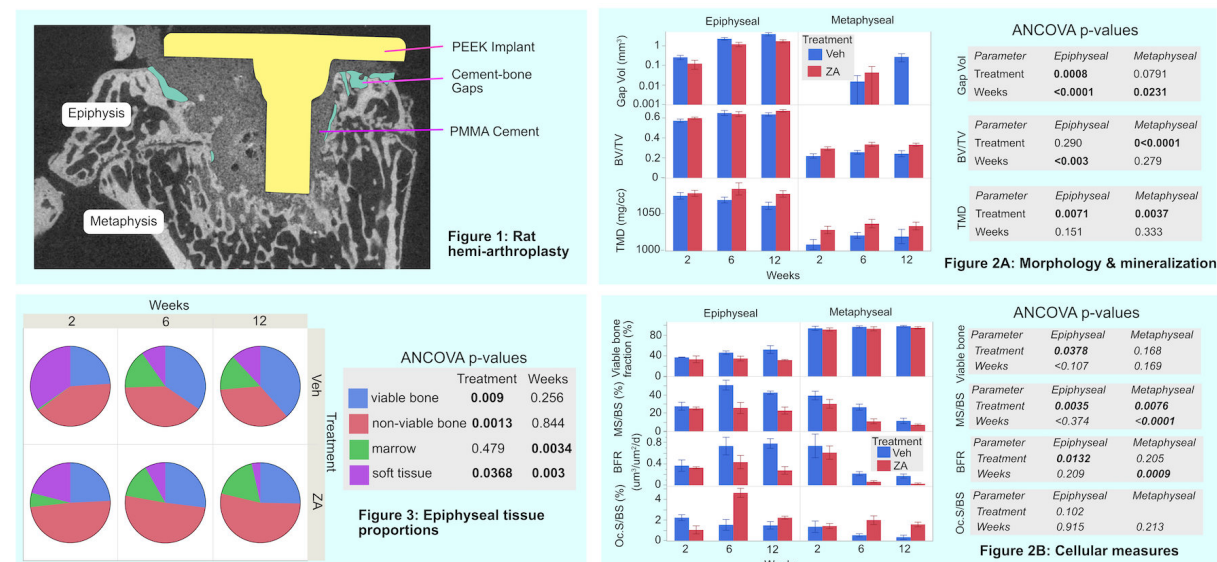 PEEK Implant
Cement-bone
Gaps
PMMA Cement
Epiphysis
Metaphysis
Figure 1: Rat
hemi-arthroplasty
Epiphyseal Metaphyseal
Treatment
Veh
ZA
Gap Vol (mm³)
1
0.1
0.01
0.001
BV/TV
0.6
0.4
0.2
0
TMD (mg/cc)
1050
1000
2 6 12 2 6 12
Weeks
ANCOVA p-values
Gap Vol
Parameter Epiphyseal Metaphyseal
Treatment 0.0008 0.0791
Weeks <0.0001 0.0231
BV/TV
Parameter Epiphyseal Metaphyseal
Treatment 0.290 0<0.0001
Weeks <0.003 0.279
TMD
Parameter Epiphyseal Metaphyseal
Treatment 0.0071 0.0037
Weeks 0.151 0.333
Figure 2A: Morphology & mineralization
Weeks
2 6 12
Veh
ZA
Treatment
ANCOVA p-values
Treatment Weeks
viable bone 0.009 0.256
non-viable bone 0.0013 0.844
marrow 0.479 0.0034
soft tissue 0.0368 0.003
Figure 3: Epiphyseal tissue
proportions
Epiphyseal Metaphyseal
Viable bone
fraction (%)
80
40
0
MS/BS (%)
40
20
0
BFR
(um³/um²/d)
0.8
0.4
0
Treatment
Veh
ZA
Oc.S/BS (%)
4
2
0
2 6 12 2 6 12
ANCOVA p-values
Viable bone
Parameter Epiphyseal Metaphyseal
Treatment 0.0378 0.168
Weeks <0.107 0.169
MS/BS
Parameter Epiphyseal Metaphyseal
Treatment 0.0035 0.0076
Weeks <0.374 <0.0001
BFR
Parameter Epiphyseal Metaphyseal
Treatment 0.0132 0.205
Weeks 0.209 0.0009
Oc.S/BS
Parameter Epiphyseal Metaphyseal
Treatment 0.102
Weeks 0.915 0.213
Figure 2B: Cellular measures